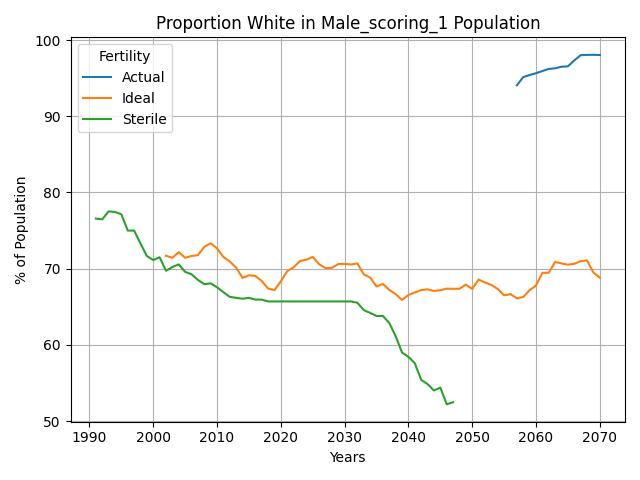 Proportion White in Male_scoring_1 Population
Fertility
Actual
Ideal
Sterile
100
90
80
70
60
50
% of Population
1990 2000 2010 2020 2030 2040 2050 2060 2070
Years